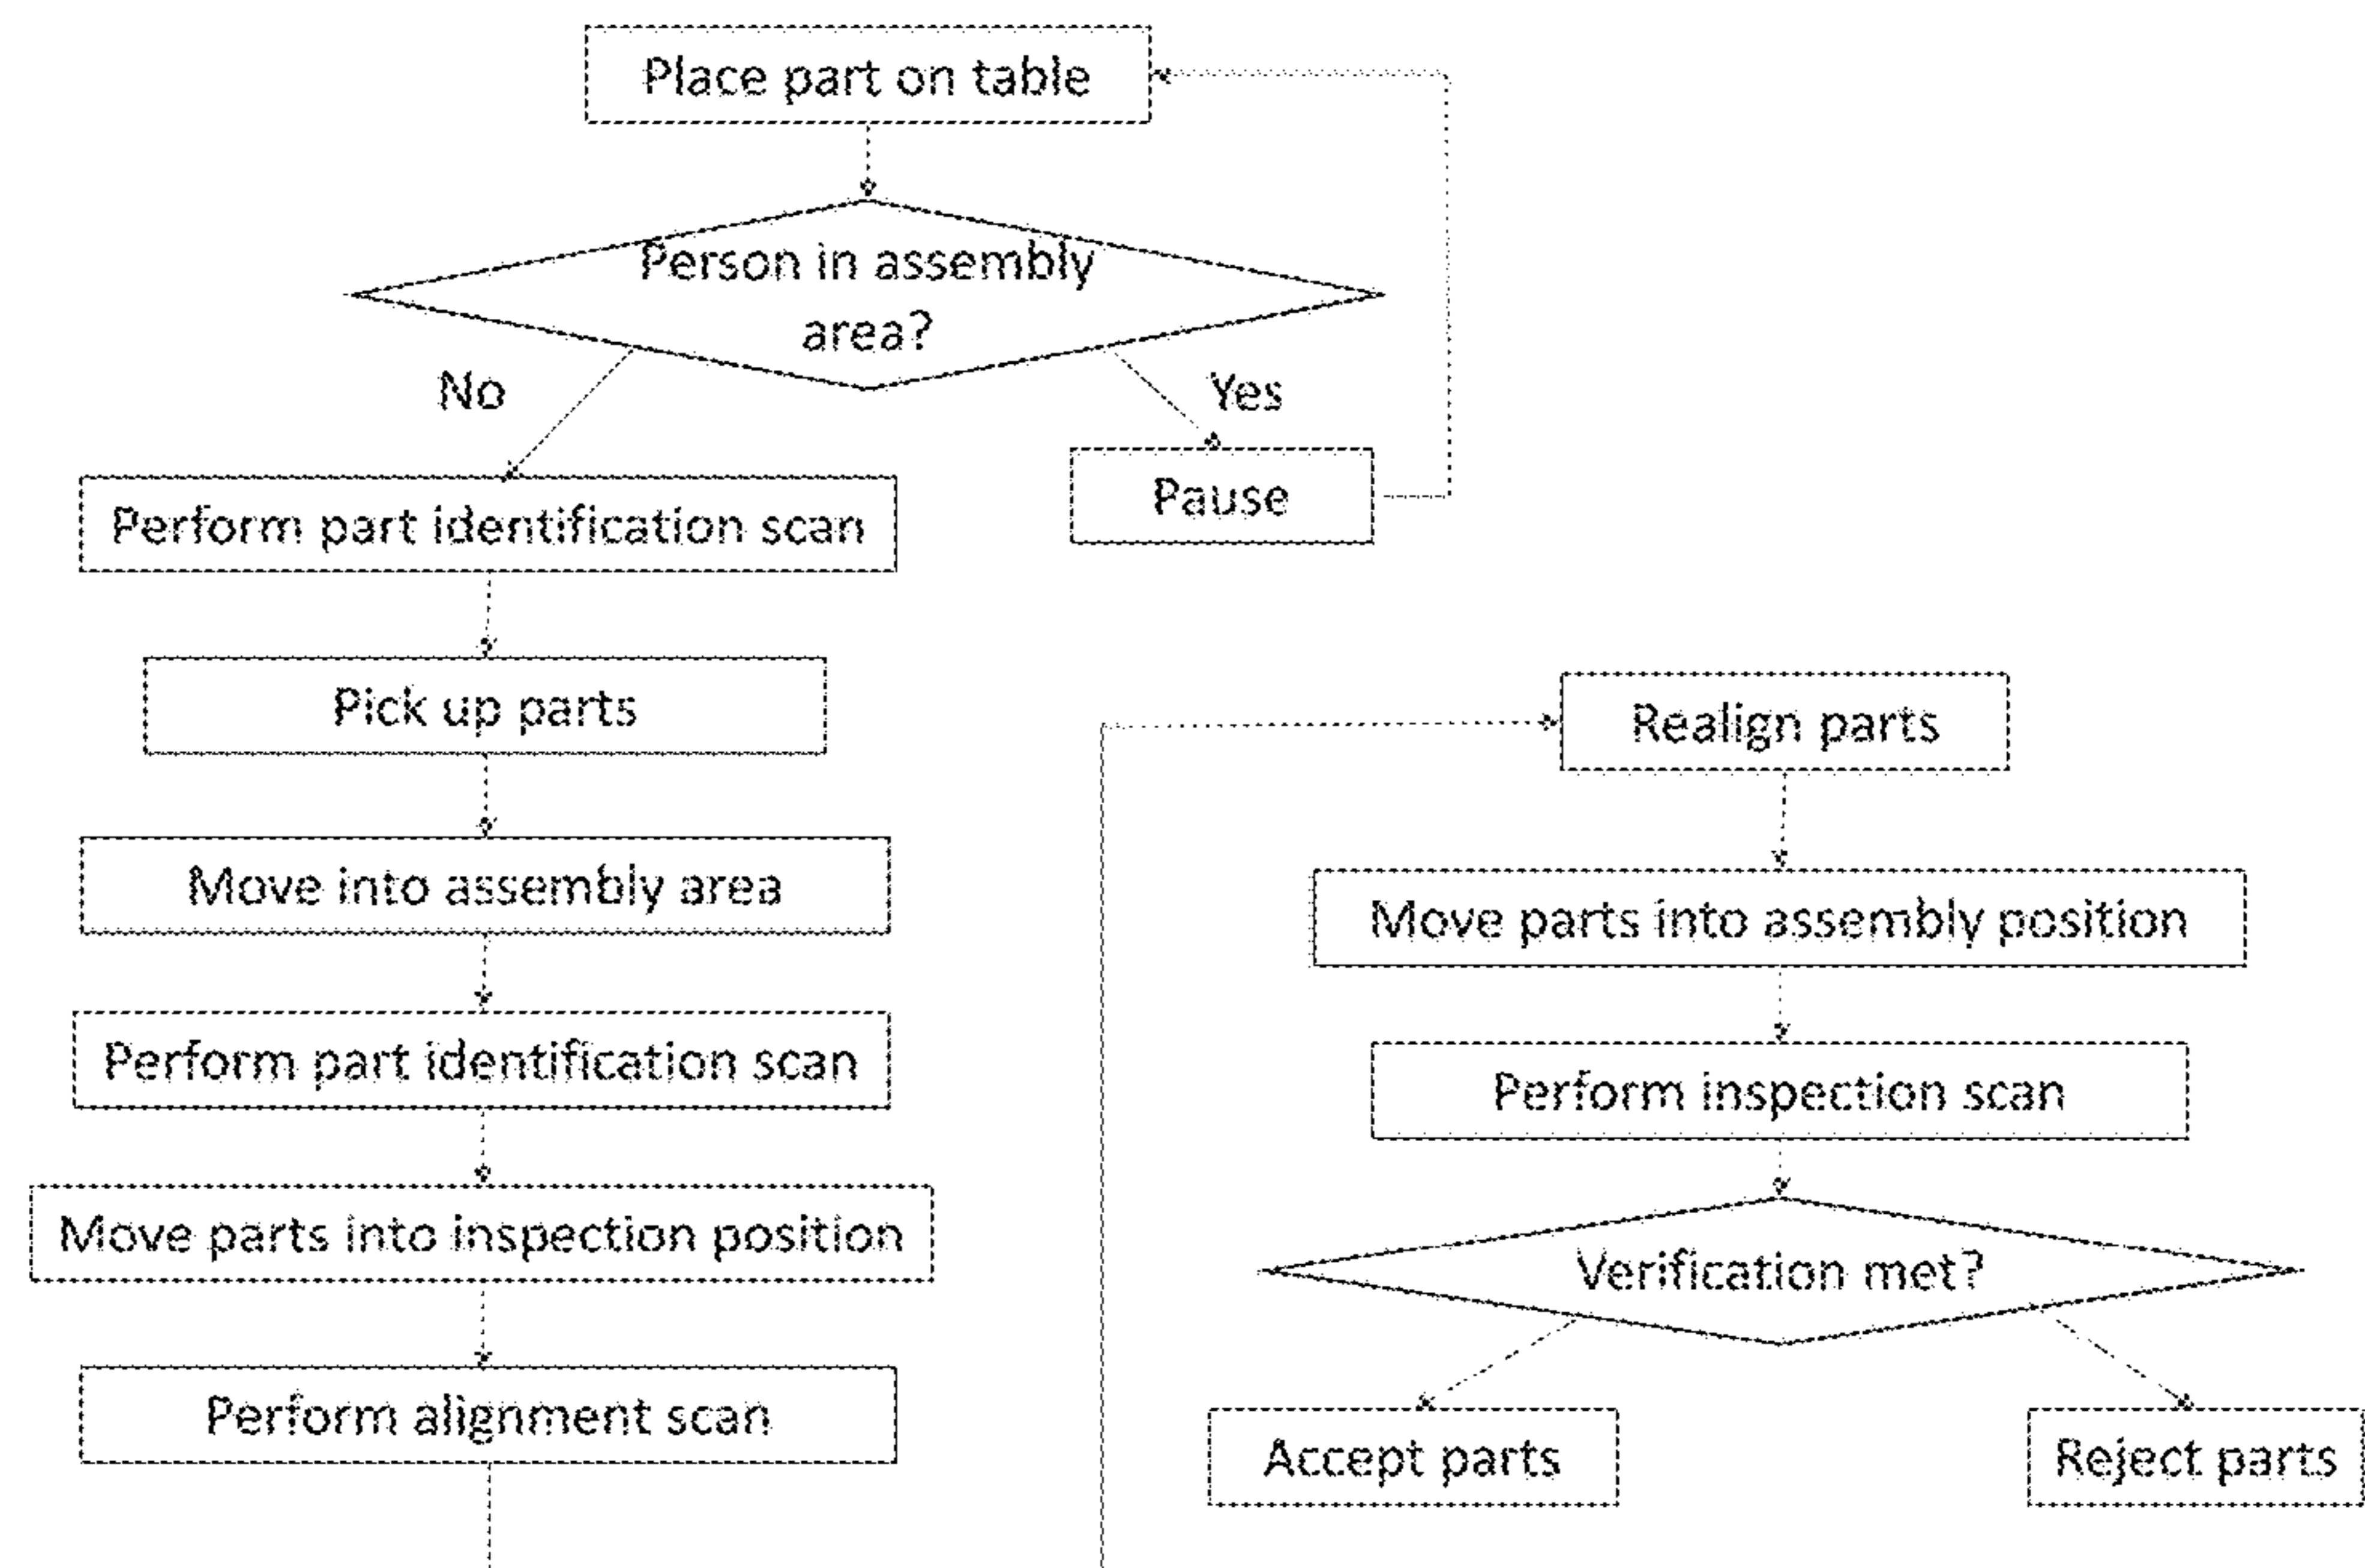 Place part on table
Person in assembly
area?
No
Yes
Perform part identification scan
Pause
Pick up parts
Move into assembly area
Perform part identification scan
Move parts into inspection position
Perform alignment scan
Realign parts
Move parts into assembly position
Perform inspection scan
Verification met?
Accept parts
Reject parts